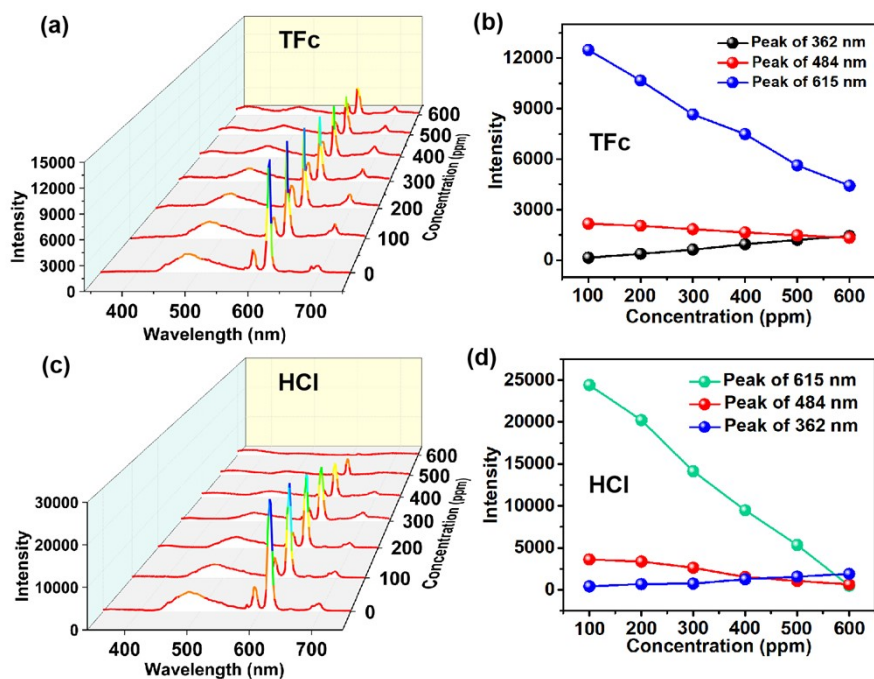 (a)
TFc
15000
12000
9000
6000
3000
0
Intensity
400 500 600 700
Wavelength (nm)
0
100
200
300
400
500
600
Concentration (ppm)
(b)
Peak of 362 nm
Peak of 484 nm
Peak of 615 nm
TFc
12000
9000
6000
3000
0
Intensity
100 200 300 400 500 600
Concentration (ppm)
(c)
HCl
30000
20000
10000
0
Intensity
400 500 600 700
Wavelength (nm)
0
100
200
300
400
500
600
Concentration (ppm)
(d)
Peak of 615 nm
Peak of 484 nm
Peak of 362 nm
HCl
25000
20000
15000
10000
5000
0
Intensity
100 200 300 400 500 600
Concentration (ppm)